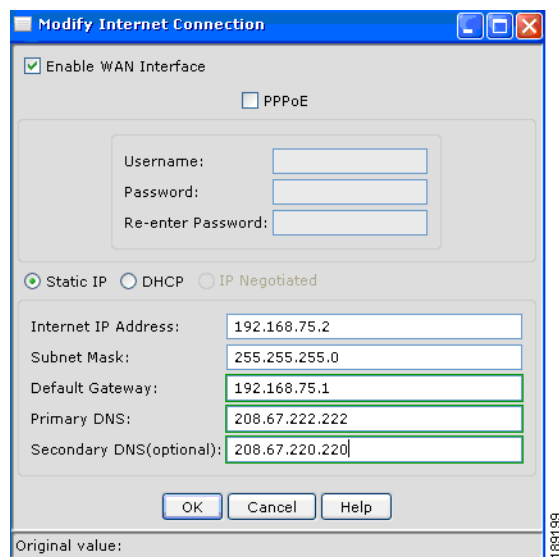 Modify Internet Connection
Enable WAN Interface
PPPoE
Username:
Password:
Re-enter Password:
Static IP DHCP IP Negotiated
Internet IP Address: 192.168.75.2
Subnet Mask: 255.255.255.0
Default Gateway: 192.168.75.1
Primary DNS: 208.67.222.222
Secondary DNS(optional): 208.67.220.220
OK Cancel Help
Original value: